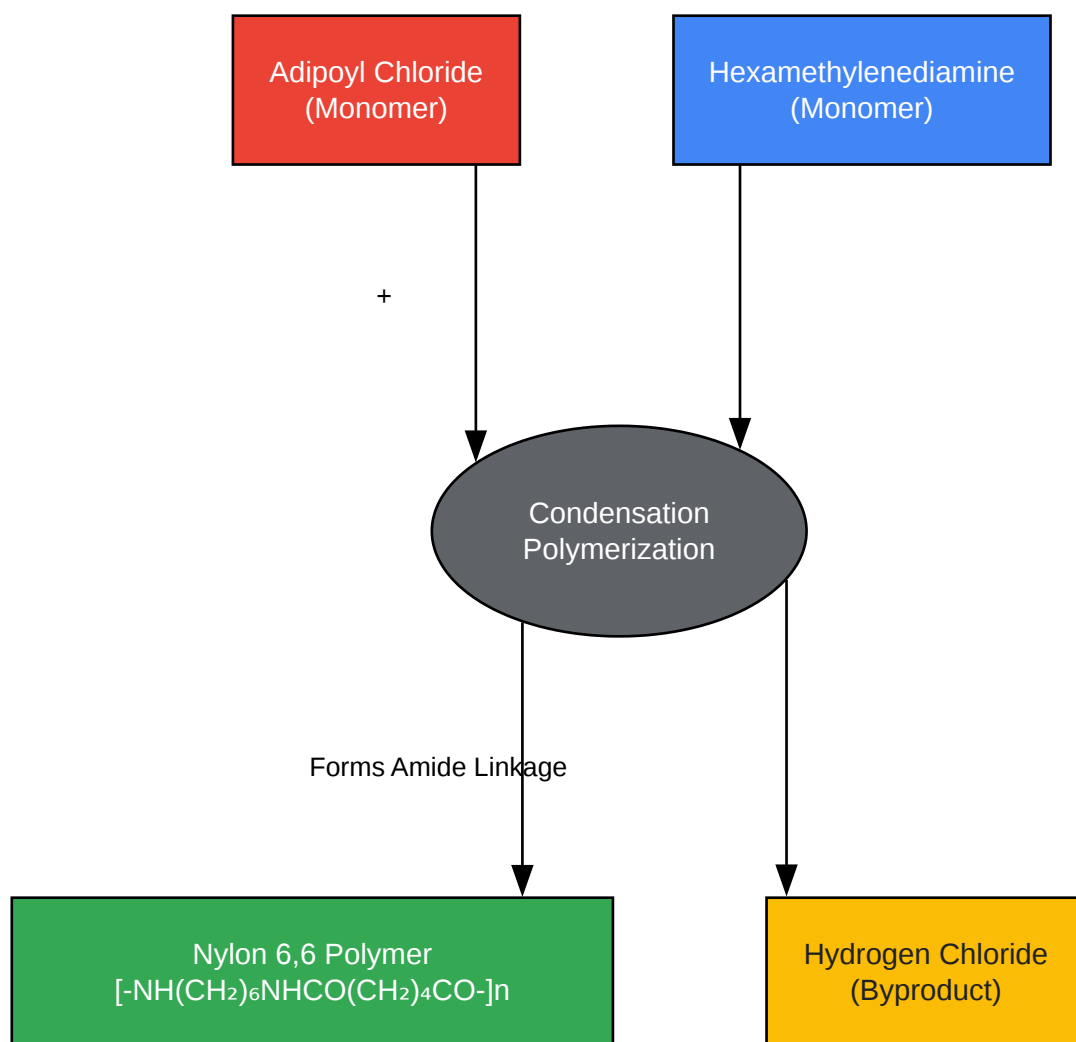 Adipoyl Chloride
(Monomer)
Hexamethylenediamine
(Monomer)
+
Condensation
Polymerization
Forms Amide Linkage
Nylon 6,6 Polymer
[-NH(CH₂)₆NHCO(CH₂)₄CO-]n
Hydrogen Chloride
(Byproduct)